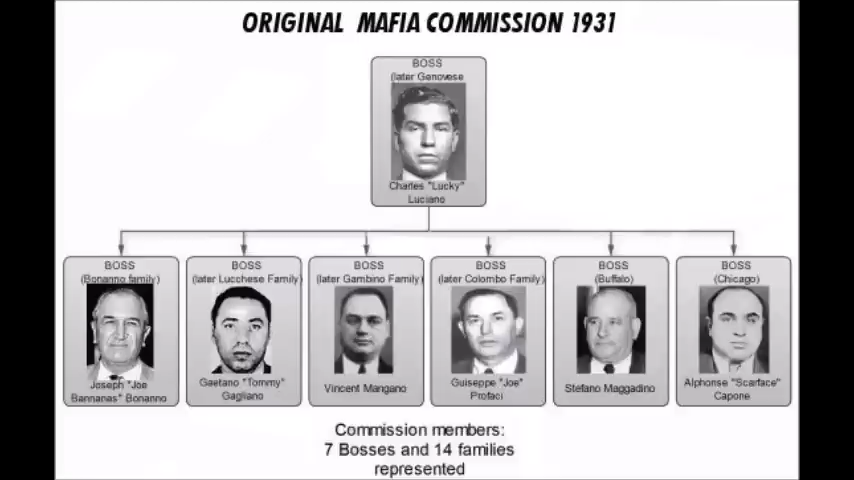 ORIGINAL MAFIA COMMISSION 1931
BOSS
(later Genovese
Charles "Lucky"
Luciano
BOSS
(Bonanno family)
Joseph "Joe
Bannanas" Bonanno
BOSS
(later Lucchese Family)
Gaetano "Tommy"
Gagliano
BOSS
(later Gambino Family)
Vincent Mangano
BOSS
(later Colombo Family)
Guiseppe "Joe"
Profaci
BOSS
(Buffalo)
Stefano Maggadino
BOSS
(Chicago)
Alphonse "Scarface"
Capone
Commission members:
7 Bosses and 14 families
represented